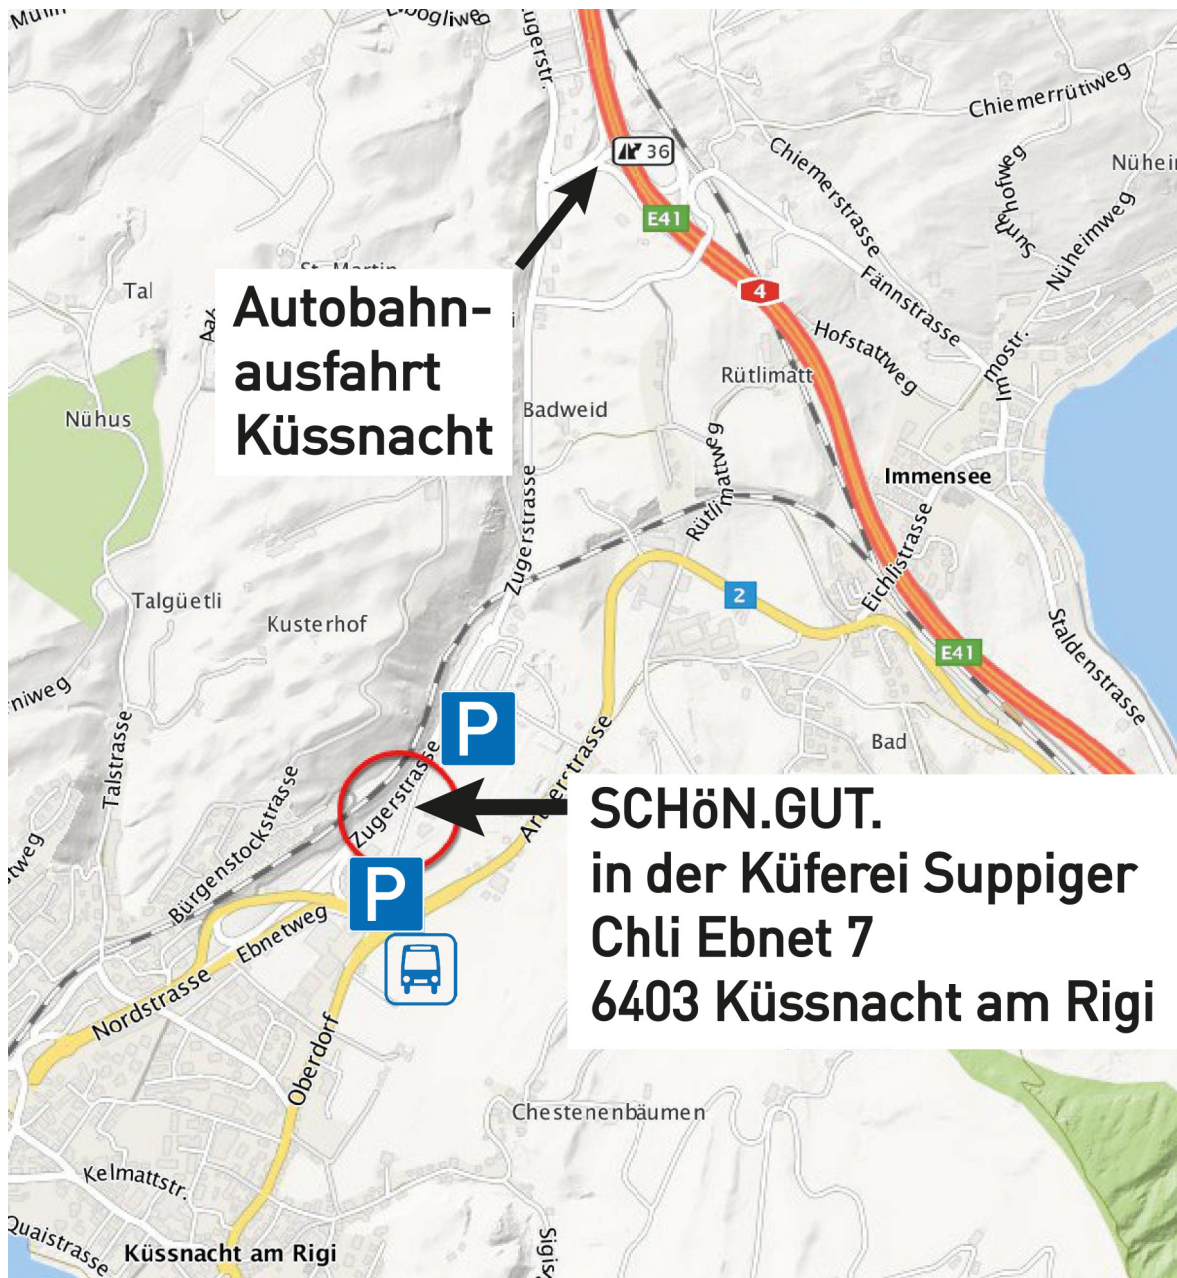 Zugerstr.
Chiemerrütiweg
36
Chiemerstrasse
Surihofweg
Nüheimweg
E41
Tal
4
Fännstrasse
Autobahn-
ausfahrt
Küssnacht
Hofstattweg
Immostr.
Rütlimatt
Nühus
Badweid
Rütlimattweg
Immensee
Zugerstrasse
Eichlistrasse
2
Talgüetli
Kusterhof
Staldenstrasse
E41
Talstrasse
P
Bad
Zugerstrasse
Bürgenstockstrasse
SCHöN.GUT.
in der Küferei Suppiger
Chli Ebnet 7
6403 Küssnacht am Rigi
P
Ebnetweg
Nordstrasse
Oberdorf
Chestenenbäumen
Kelmattstr.
Quaistrasse
Küssnacht am Rigi